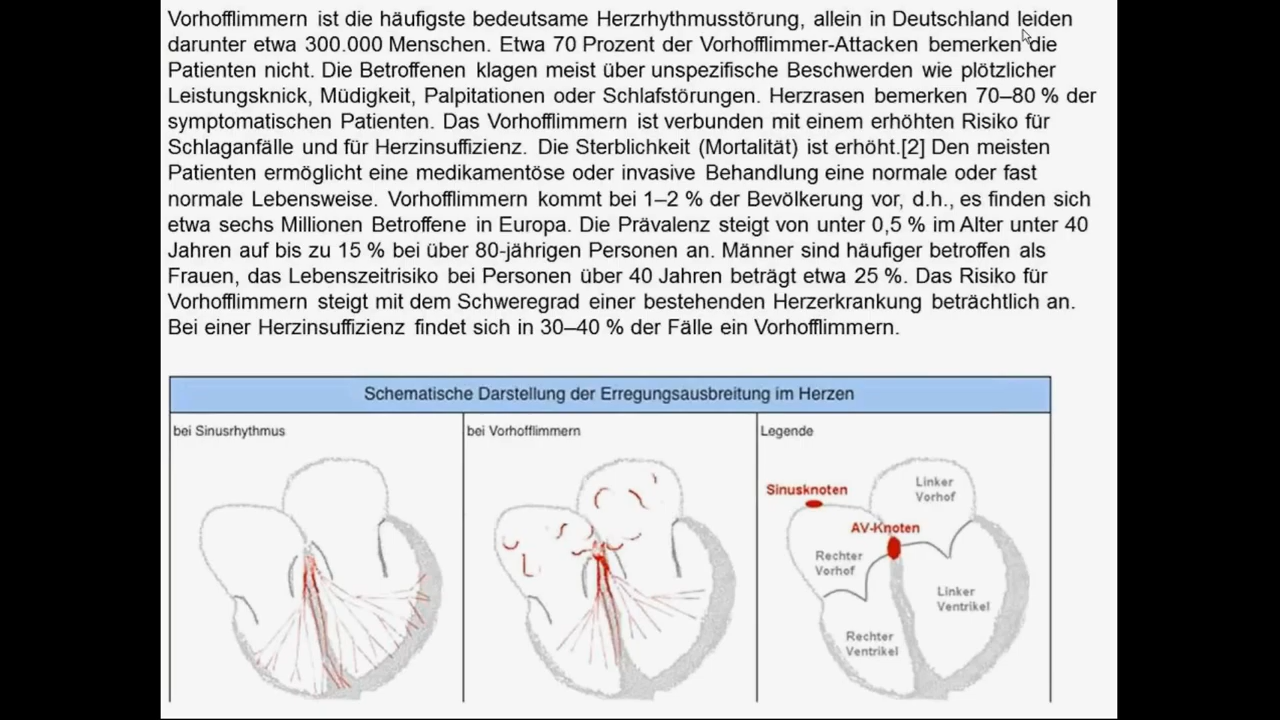 Vorhofflimmern ist die häufigste bedeutsame Herzrhythmusstörung, allein in Deutschland leiden
darunter etwa 300.000 Menschen. Etwa 70 Prozent der Vorhofflimmer-Attacken bemerken die
Patienten nicht. Die Betroffenen klagen meist über unspezifische Beschwerden wie plötzlicher
Leistungsknick, Müdigkeit, Palpitationen oder Schlafstörungen. Herzrasen bemerken 70–80 % der
symptomatischen Patienten. Das Vorhofflimmern ist verbunden mit einem erhöhten Risiko für
Schlaganfälle und für Herzinsuffizienz. Die Sterblichkeit (Mortalität) ist erhöht.[2] Den meisten
Patienten ermöglicht eine medikamentöse oder invasive Behandlung eine normale oder fast
normale Lebensweise. Vorhofflimmern kommt bei 1–2 % der Bevölkerung vor, d.h., es finden sich
etwa sechs Millionen Betroffene in Europa. Die Prävalenz steigt von unter 0,5 % im Alter unter 40
Jahren auf bis zu 15 % bei über 80-jährigen Personen an. Männer sind häufiger betroffen als
Frauen, das Lebenszeitrisiko bei Personen über 40 Jahren beträgt etwa 25 %. Das Risiko für
Vorhofflimmern steigt mit dem Schweregrad einer bestehenden Herzerkrankung beträchtlich an.
Bei einer Herzinsuffizienz findet sich in 30–40 % der Fälle ein Vorhofflimmern.
Schematische Darstellung der Erregungsausbreitung im Herzen
bei Sinusrhythmus
bei Vorhofflimmern
Legende
Sinusknoten
Linker
Vorhof
AV-Knoten
Rechter
Vorhof
Linker
Ventrikel
Rechter
Ventrikel